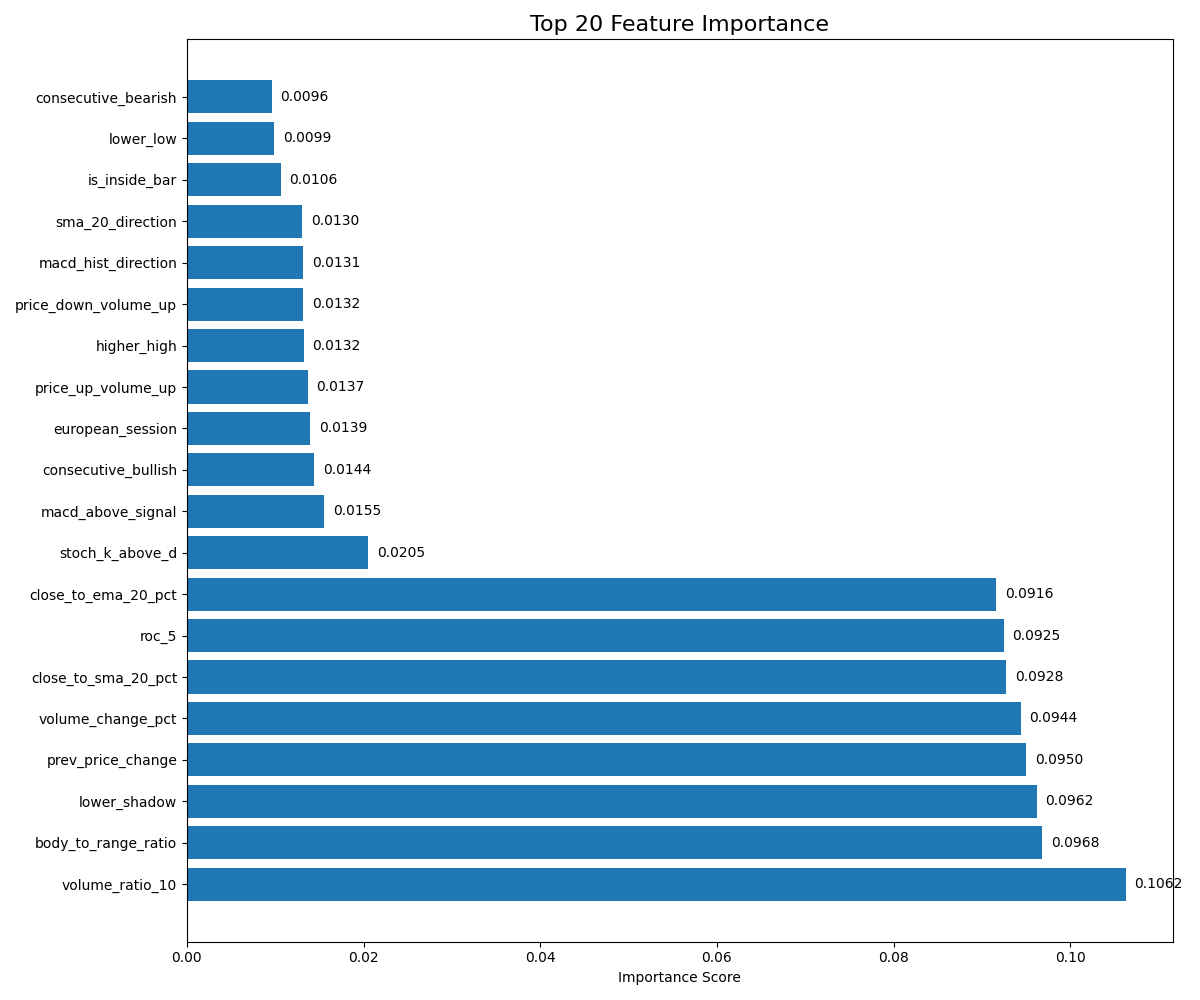 Top 20 Feature Importance
consecutive_bearish 0.0096
lower_low 0.0099
is_inside_bar 0.0106
sma_20_direction 0.0130
macd_hist_direction 0.0131
price_down_volume_up 0.0132
higher_high 0.0132
price_up_volume_up 0.0137
european_session 0.0139
consecutive_bullish 0.0144
macd_above_signal 0.0155
stoch_k_above_d 0.0205
close_to_ema_20_pct 0.0916
roc_5 0.0925
close_to_sma_20_pct 0.0928
volume_change_pct 0.0944
prev_price_change 0.0950
lower_shadow 0.0962
body_to_range_ratio 0.0968
volume_ratio_10 0.1062
0.00 0.02 0.04 0.06 0.08 0.10
Importance Score